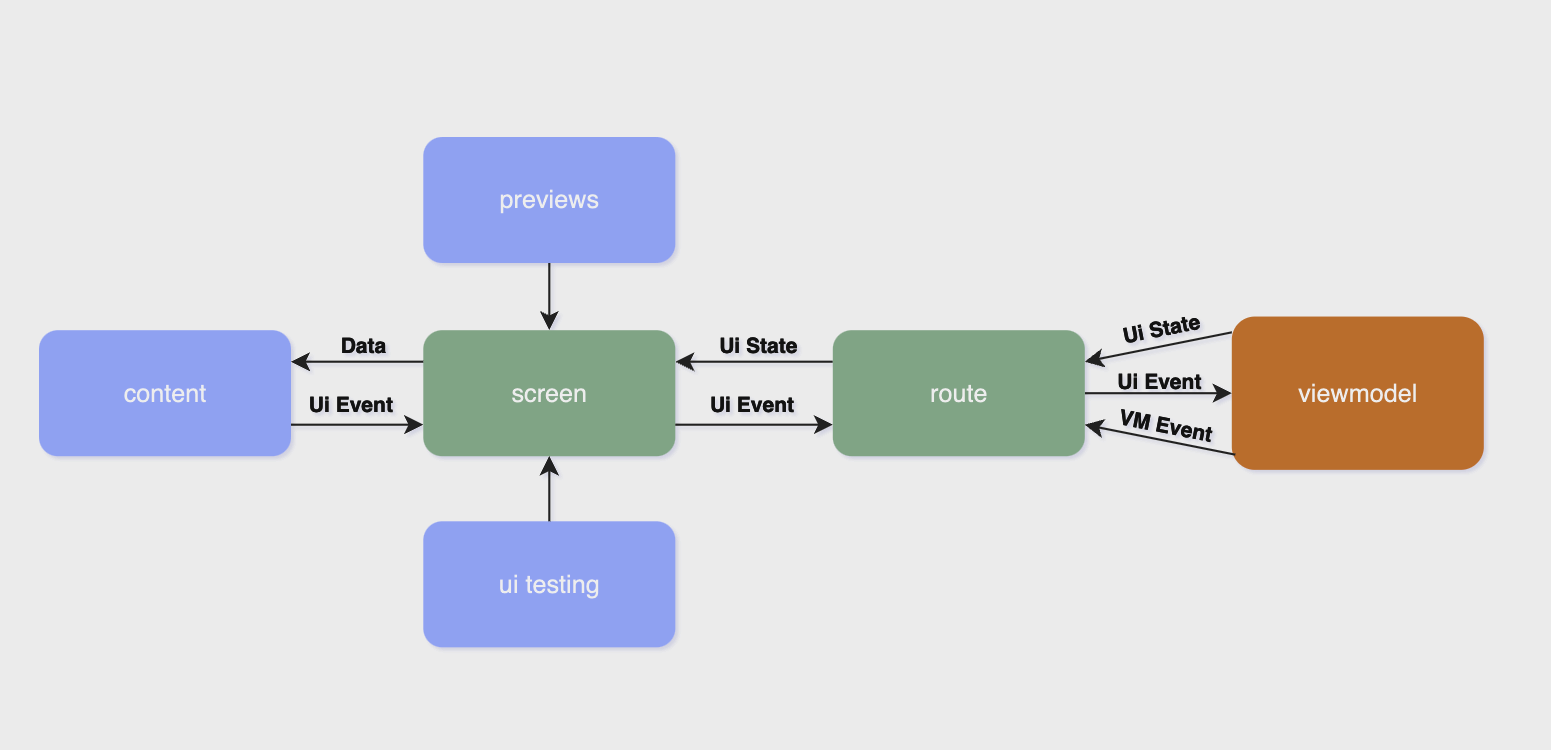 previews
Data
Ui State
Ui State
content
screen
route
Ui Event
viewmodel
Ui Event
Ui Event
VM Event
ui testing